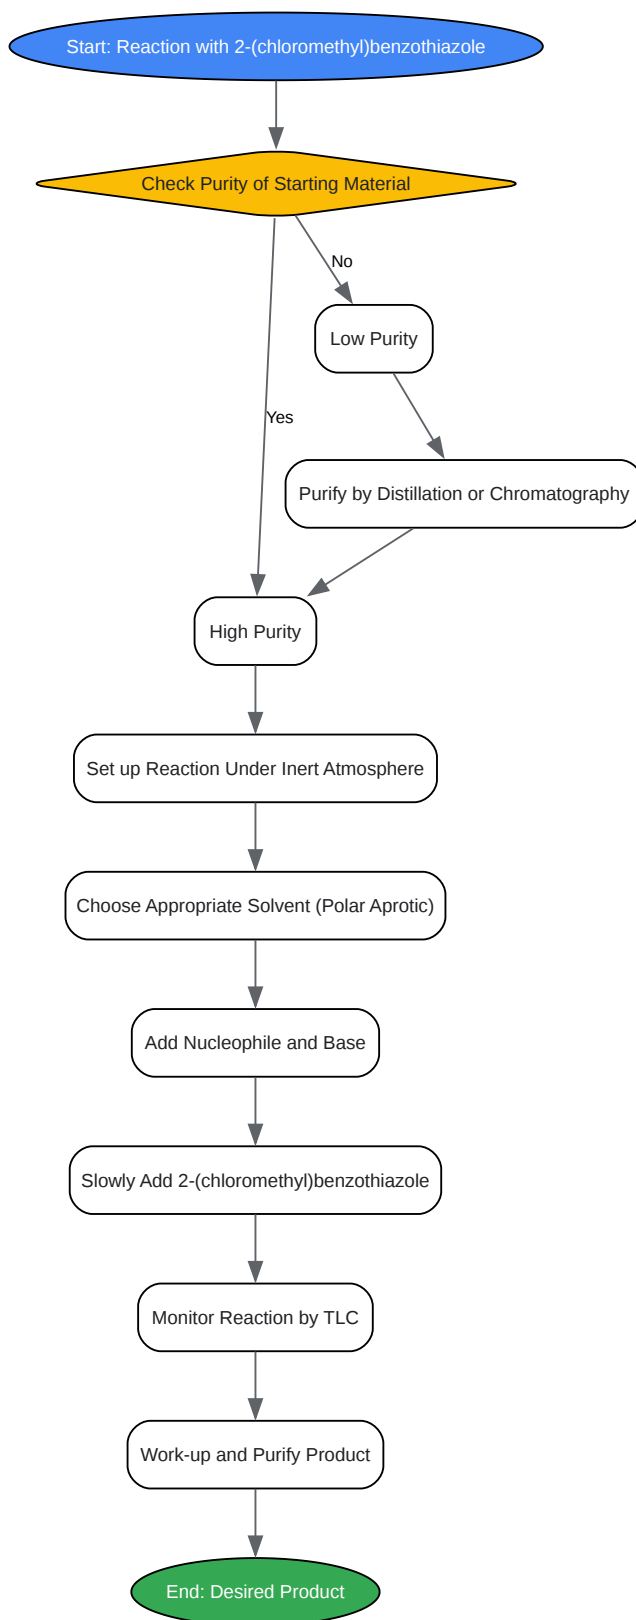 Start: Reaction with 2-(chloromethyl)benzothiazole
Check Purity of Starting Material
No
Low Purity
Yes
Purify by Distillation or Chromatography
High Purity
Set up Reaction Under Inert Atmosphere
Choose Appropriate Solvent (Polar Aprotic)
Add Nucleophile and Base
Slowly Add 2-(chloromethyl)benzothiazole
Monitor Reaction by TLC
Work-up and Purify Product
End: Desired Product